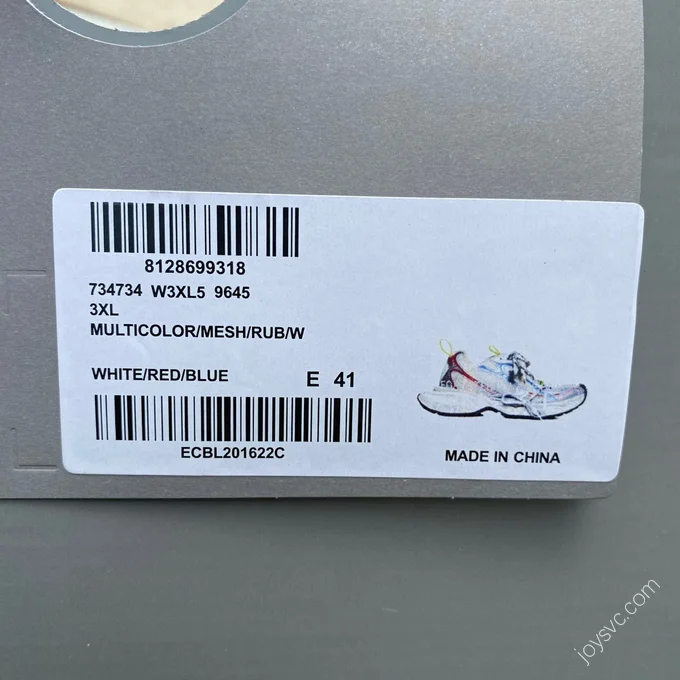 8128699318
734734 W3XL5 9645
3XL
MULTICOLOR/MESH/RUB/W
WHITE/RED/BLUE E 41
ECBL201622C
MADE IN CHINA
joysvc.com